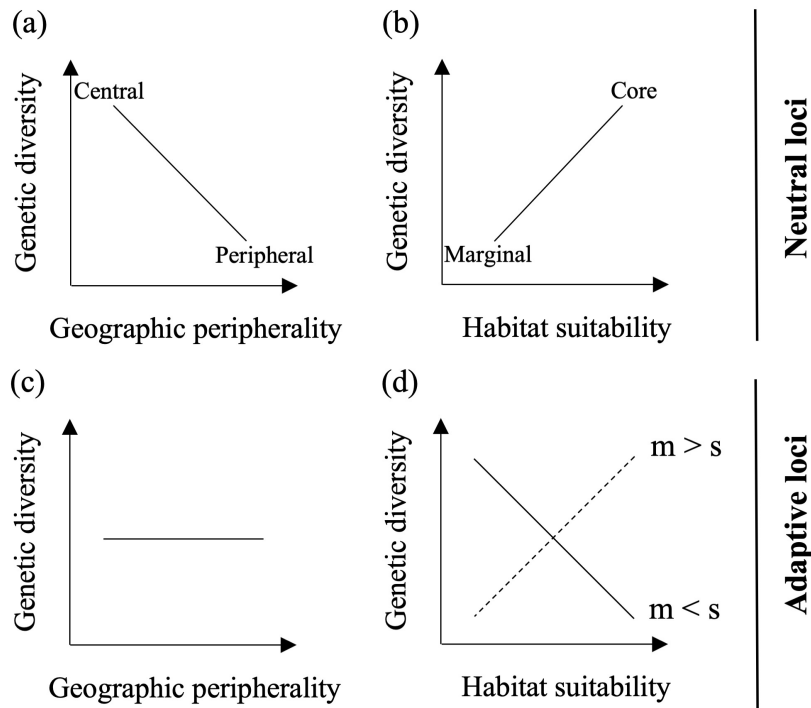 (a)
Genetic diversity
Central
Peripheral
Geographic peripherality
(b)
Genetic diversity
Core
Marginal
Habitat suitability
Neutral loci
(c)
Genetic diversity
Geographic peripherality
(d)
Genetic diversity
m > s
m < s
Habitat suitability
Adaptive loci